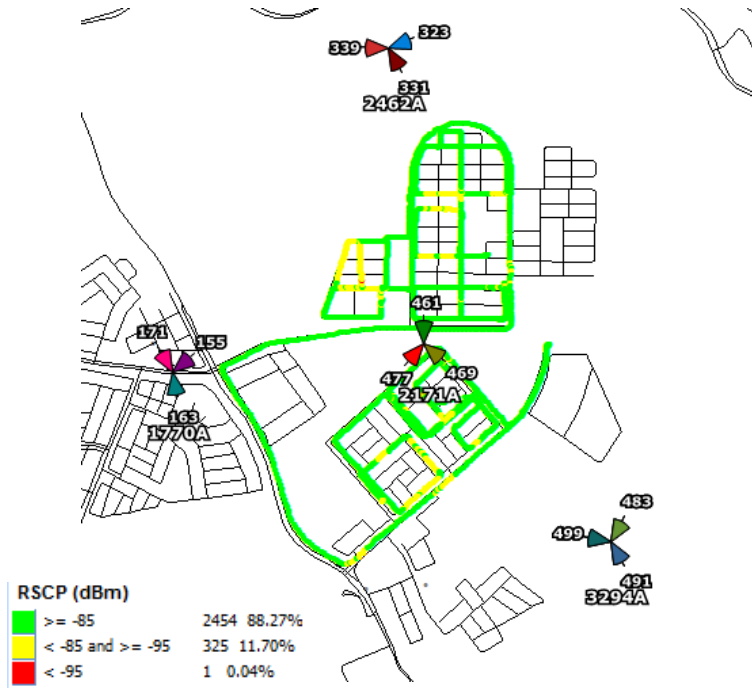 323
339
331
2462A
461
171
155
477
469
2171A
163
1770A
483
499
491
3294A
RSCP (dBm)
>= -85 2454 88.27%
< -85 and >= -95 325 11.70%
< -95 1 0.04%